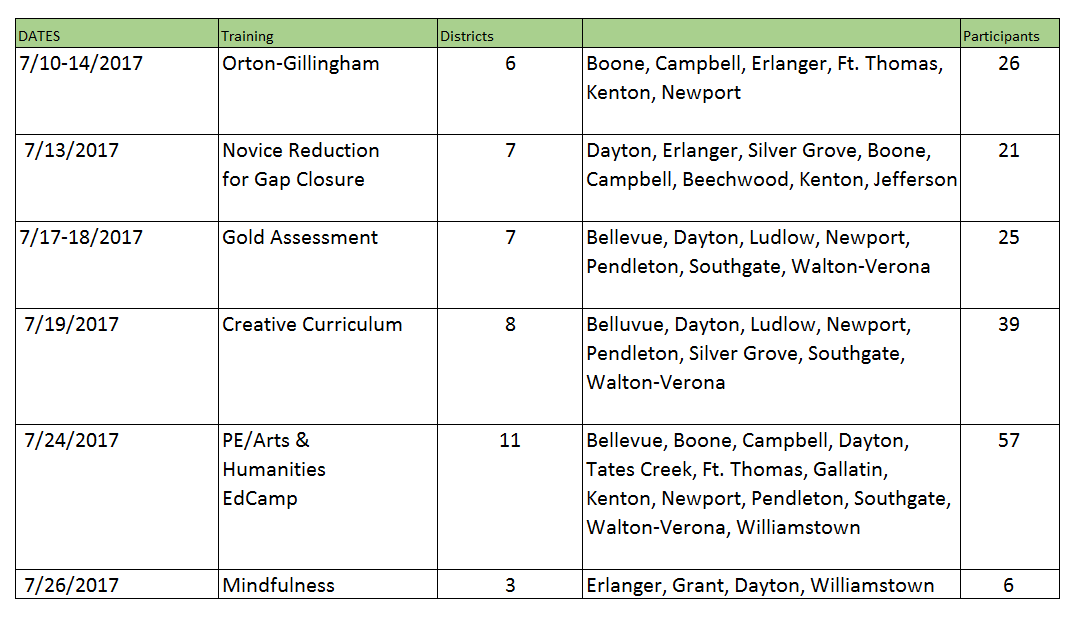 DATES Training Districts Participants
7/10-14/2017 Orton-Gillingham 6 Boone, Campbell, Erlanger, Ft. Thomas, 26
Kenton, Newport
7/13/2017 Novice Reduction 7 Dayton, Erlanger, Silver Grove, Boone, 21
for Gap Closure Campbell, Beechwood, Kenton, Jefferson
7/17-18/2017 Gold Assessment 7 Bellevue, Dayton, Ludlow, Newport, 25
Pendleton, Southgate, Walton-Verona
7/19/2017 Creative Curriculum 8 Belluvue, Dayton, Ludlow, Newport, 39
Pendleton, Silver Grove, Southgate,
Walton-Verona
7/24/2017 PE/Arts & 11 Bellevue, Boone, Campbell, Dayton, 57
Humanities Tates Creek, Ft. Thomas, Gallatin,
EdCamp Kenton, Newport, Pendleton, Southgate,
Walton-Verona, Williamstown
7/26/2017 Mindfulness 3 Erlanger, Grant, Dayton, Williamstown 6